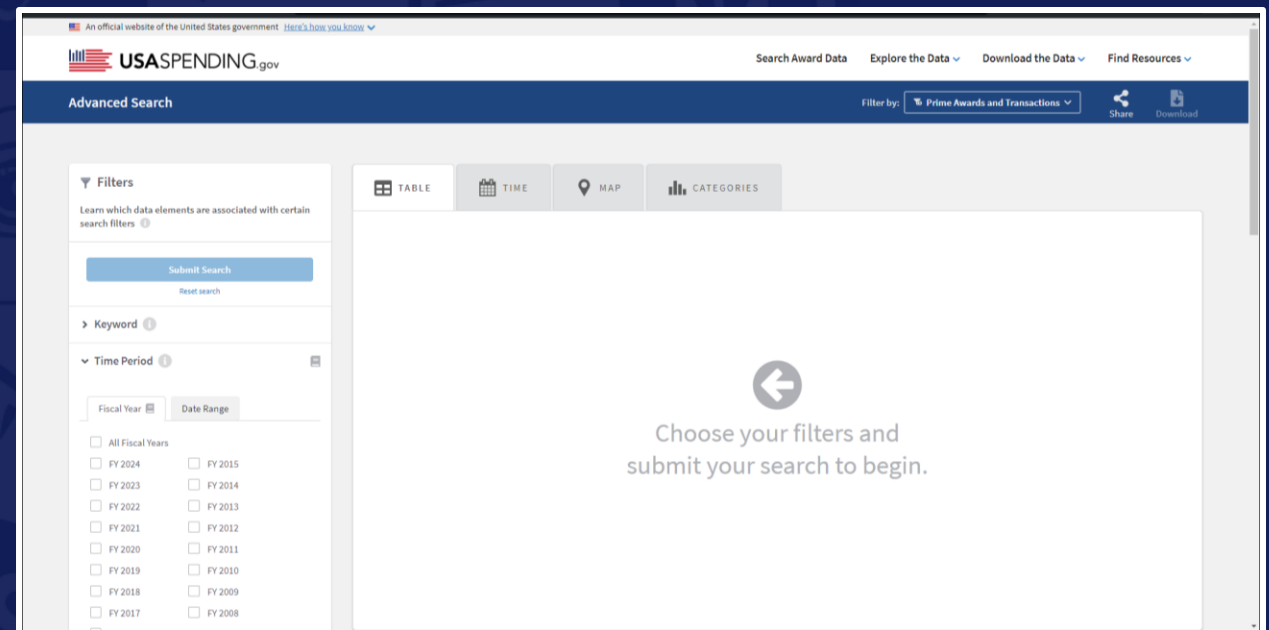 An official website of the United States government Here's how you know
USASPENDING.gov
Search Award Data Explore the Data Download the Data Find Resources
Advanced Search
Filter by: Prime Awards and Transactions
Share Download
Filters
Learn which data elements are associated with certain
search filters
Submit Search
Reset search
Keyword
Time Period
Fiscal Year Date Range
All Fiscal Years
FY 2024 FY 2015
FY 2023 FY 2014
FY 2022 FY 2013
FY 2021 FY 2012
FY 2020 FY 2011
FY 2019 FY 2010
FY 2018 FY 2009
FY 2017 FY 2008
TABLE TIME MAP CATEGORIES
Choose your filters and
submit your search to begin.